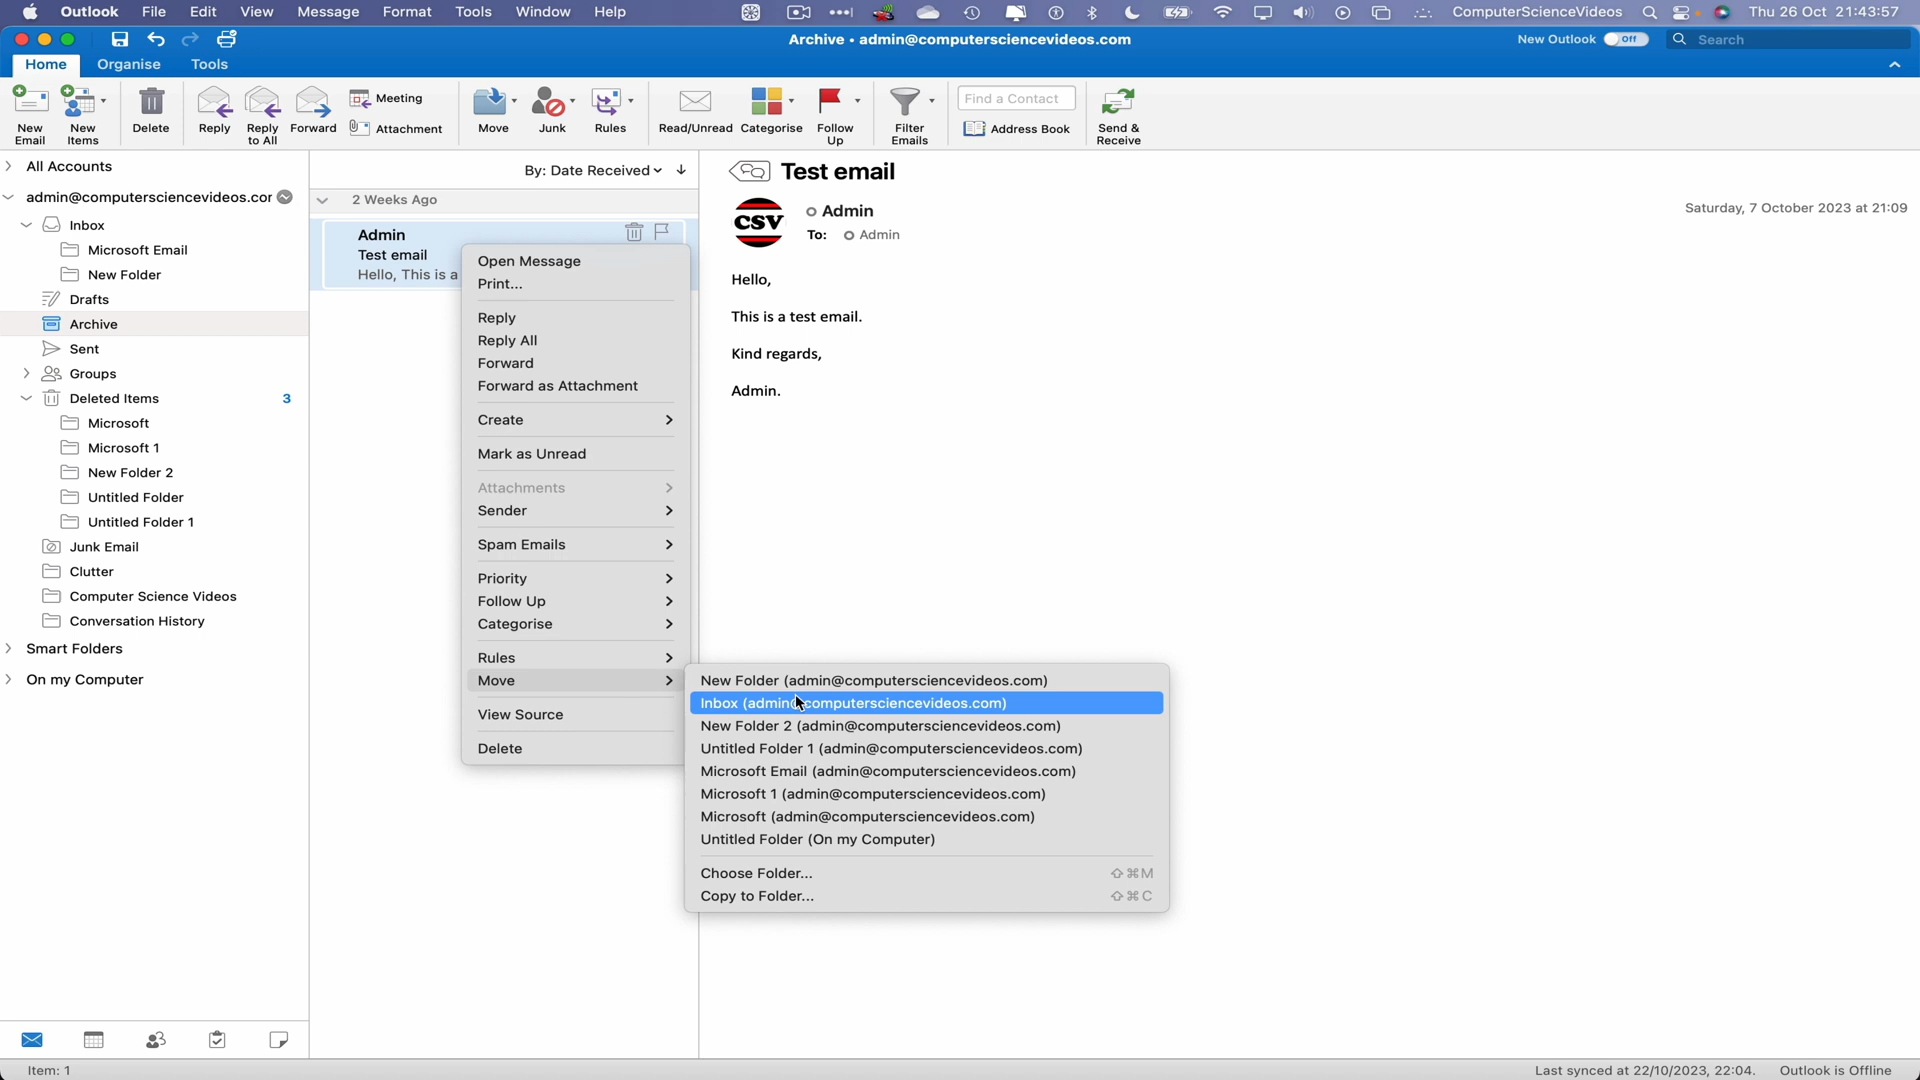 Outlook File Edit View Message Format Tools Window Help ComputerScienceVideos Thu 26 Oct 21:43:57
Archive • admin@computersciencevideos.com New Outlook Off Search
Home Organise Tools
New Email
New Items
Delete
Reply
Reply to All
Forward
Meeting
Attachment
Move
Junk
Rules
Read/Unread
Categorise
Follow Up
Filter Emails
Find a Contact
Address Book
Send & Receive
All Accounts
admin@computersciencevideos.cor
Inbox
Microsoft Email
New Folder
Drafts
Archive
Sent
Groups
Deleted Items 3
Microsoft
Microsoft 1
New Folder 2
Untitled Folder
Untitled Folder 1
Junk Email
Clutter
Computer Science Videos
Conversation History
Smart Folders
On my Computer
By: Date Received
2 Weeks Ago
Admin
Test email
Hello, This is a
Open Message
Print...
Reply
Reply All
Forward
Forward as Attachment
Create
Mark as Unread
Attachments
Sender
Spam Emails
Priority
Follow Up
Categorise
Rules
Move
View Source
Delete
New Folder (admin@computersciencevideos.com)
Inbox (admin@computersciencevideos.com)
New Folder 2 (admin@computersciencevideos.com)
Untitled Folder 1 (admin@computersciencevideos.com)
Microsoft Email (admin@computersciencevideos.com)
Microsoft 1 (admin@computersciencevideos.com)
Microsoft (admin@computersciencevideos.com)
Untitled Folder (On my Computer)
Choose Folder... ⇧⌘M
Copy to Folder... ⇧⌘C
Test email
CSV
Admin
To: Admin
Saturday, 7 October 2023 at 21:09
Hello,
This is a test email.
Kind regards,
Admin.
Item: 1
Last synced at 22/10/2023, 22:04. Outlook is Offline